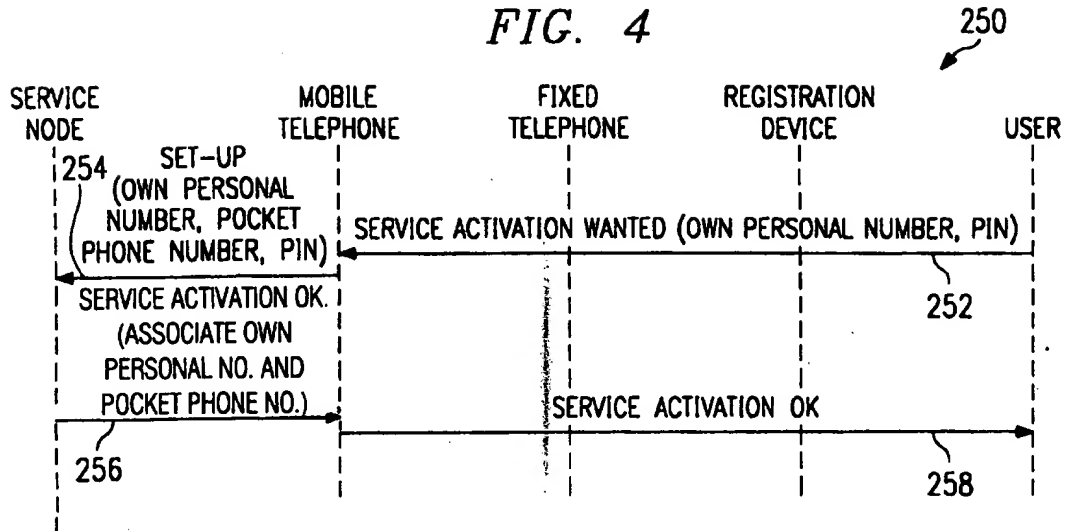 FIG. 4
250
SERVICE NODE
MOBILE TELEPHONE
FIXED TELEPHONE
REGISTRATION DEVICE
USER
254
SET-UP
(OWN PERSONAL
NUMBER, POCKET
PHONE NUMBER, PIN)
SERVICE ACTIVATION WANTED (OWN PERSONAL NUMBER, PIN)
252
SERVICE ACTIVATION OK.
(ASSOCIATE OWN
PERSONAL NO. AND
POCKET PHONE NO.)
SERVICE ACTIVATION OK
256
258